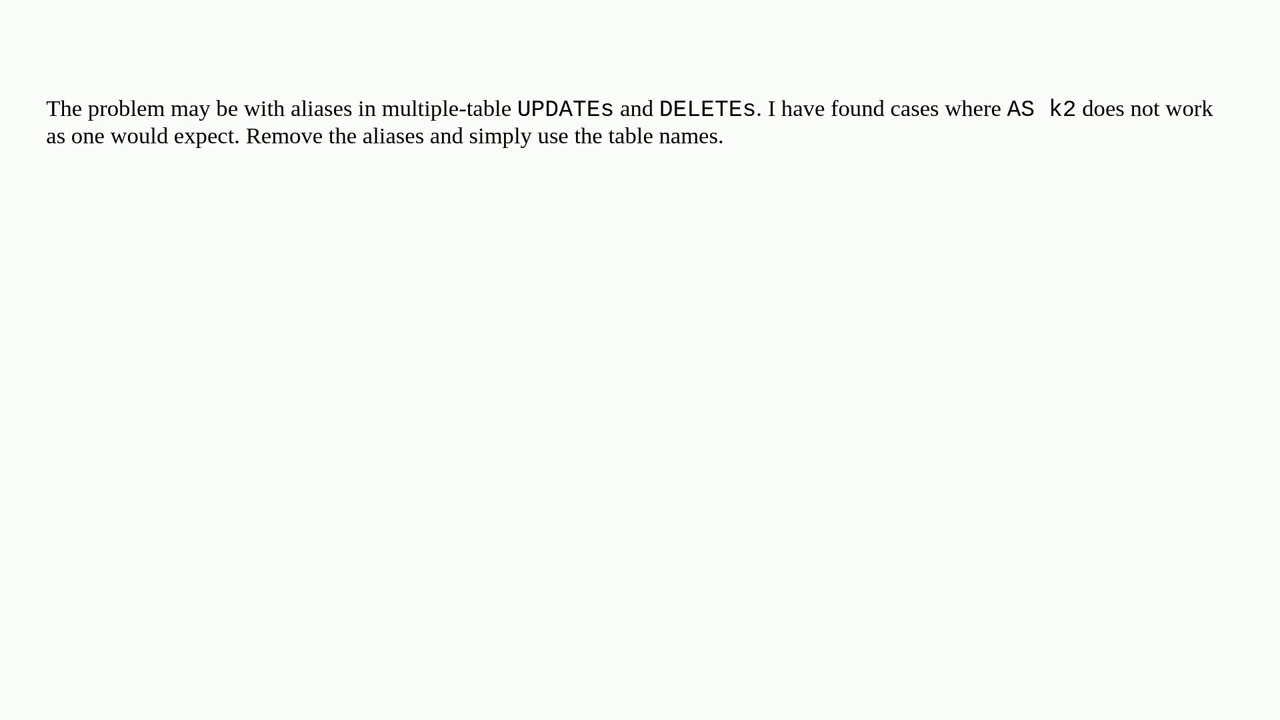 The problem may be with aliases in multiple-table UPDATEs and DELETEs. I have found cases where AS k2 does not work
as one would expect. Remove the aliases and simply use the table names.